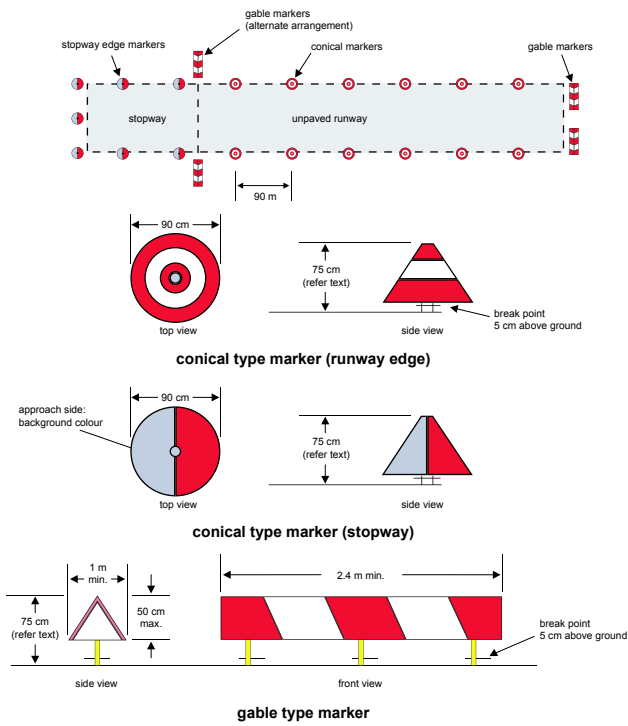 gable markers
(alternate arrangement)
stopway edge markers
conical markers
gable markers
stopway
unpaved runway
90 m
90 cm
75 cm
(refer text)
break point
5 cm above ground
top view
side view
conical type marker (runway edge)
90 cm
approach side:
background colour
75 cm
(refer text)
top view
side view
conical type marker (stopway)
1 m
min.
2.4 m min.
75 cm
(refer text)
50 cm
max.
break point
5 cm above ground
side view
front view
gable type marker